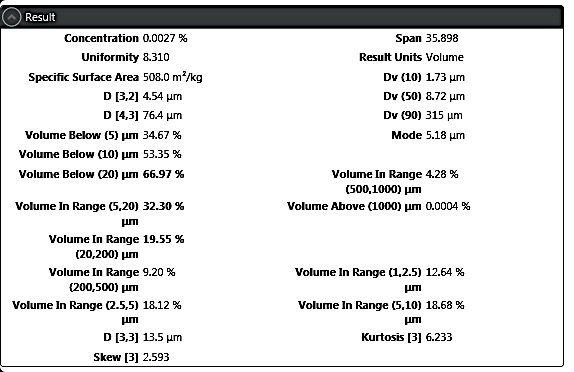 Result
Concentration 0.0027 % Span 35.898
Uniformity 8.310 Result Units Volume
Specific Surface Area 508.0 m²/kg Dv (10) 1.73 µm
D [3,2] 4.54 µm Dv (50) 8.72 µm
D [4,3] 76.4 µm Dv (90) 315 µm
Volume Below (5) µm 34.67 % Mode 5.18 µm
Volume Below (10) µm 53.35 %
Volume Below (20) µm 66.97 % Volume In Range 4.28 %
(500,1000) µm
Volume In Range (5,20) 32.30 % Volume Above (1000) µm 0.0004 %
µm
Volume In Range 19.55 %
(20,200) µm
Volume In Range 9.20 % Volume In Range (1,2.5) 12.64 %
(200,500) µm µm
Volume In Range (2.5,5) 18.12 % Volume In Range (5,10) 18.68 %
µm µm
D [3,3] 13.5 µm Kurtosis [3] 6.233
Skew [3] 2.593